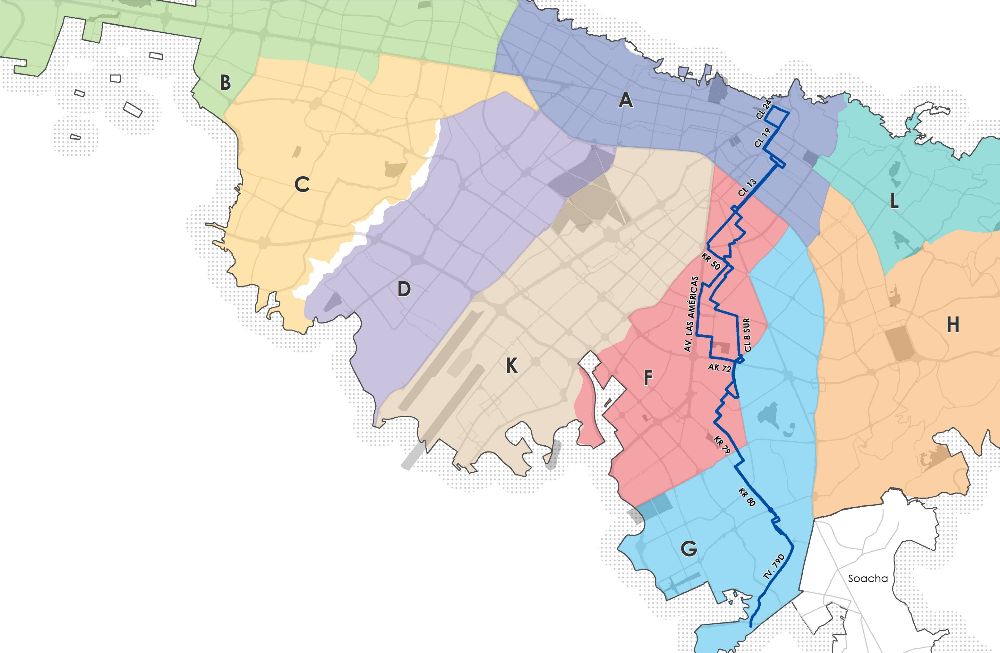 B
A
CL 24
CL 19
C
CL 13
L
KR 50
D
AV. LAS AMÉRICAS
CL 8 SUR
H
K
AK 72
F
KR 79
KR 80
G
TV. 79D
Soacha